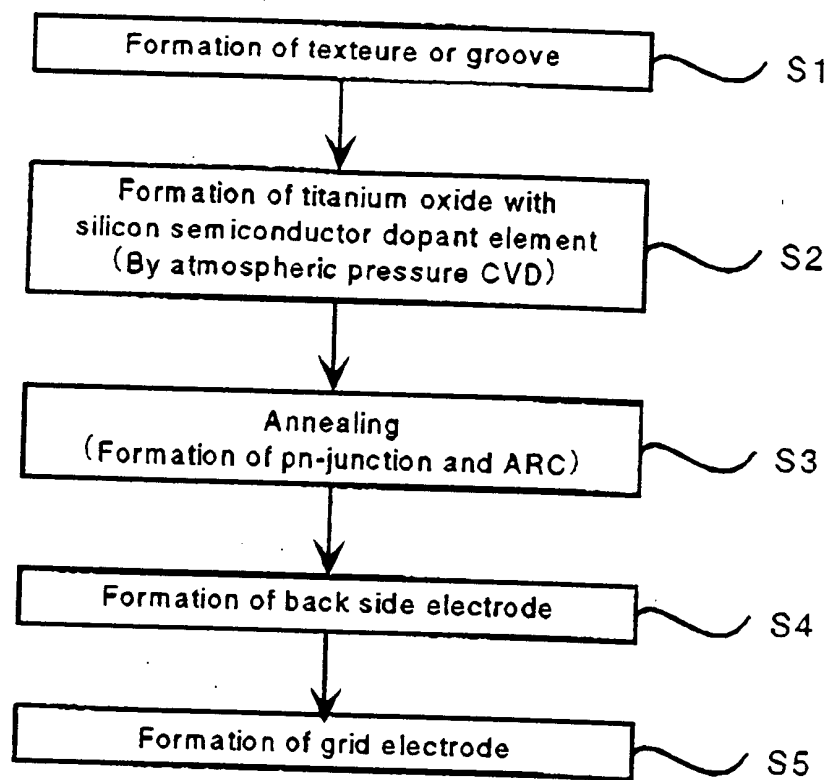 Formation of texteure or groove
S1
Formation of titanium oxide with
silicon semiconductor dopant element
(By atmospheric pressure CVD)
S2
Annealing
(Formation of pn-junction and ARC)
S3
Formation of back side electrode
S4
Formation of grid electrode
S5